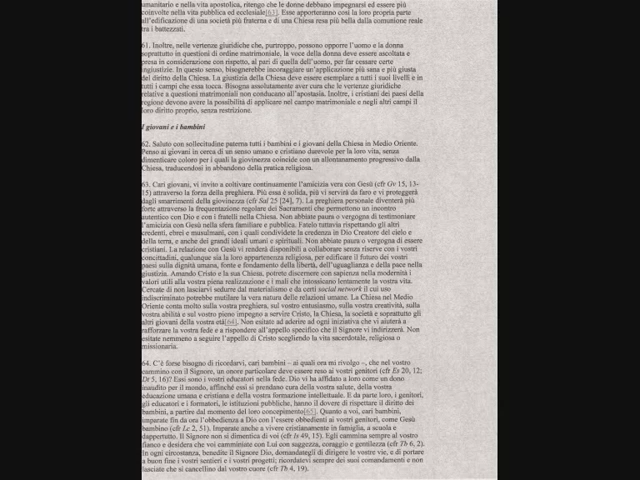 umanitario e nella vita apostolica, ritengo che le donne debbano impegnarsi ed essere più
coinvolte nella vita pubblica ed ecclesiale[63]. Esse apporteranno così la loro propria parte
all'edificazione di una società più fraterna e di una Chiesa resa più bella dalla comunione reale
tra i battezzati.
61. Inoltre, nelle vertenze giuridiche che, purtroppo, possono opporre l'uomo e la donna
soprattutto in questioni di ordine matrimoniale, la voce della donna deve essere ascoltata e
presa in considerazione con rispetto, al pari di quella dell'uomo, per far cessare certe
ingiustizie. In questo senso, bisognerebbe incoraggiare un'applicazione più sana e più giusta
del diritto della Chiesa. La giustizia della Chiesa deve essere esemplare a tutti i suoi livelli e in
tutti i campi che essa tocca. Bisogna assolutamente aver cura che le vertenze giuridiche
relative a questioni matrimoniali non conducano all'apostasia. Inoltre, i cristiani dei paesi della
regione devono avere la possibilità di applicare nel campo matrimoniale e negli altri campi il
loro diritto proprio, senza restrizione.
I giovani e i bambini
62. Saluto con sollecitudine paterna tutti i bambini e i giovani della Chiesa in Medio Oriente.
Penso ai giovani in cerca di un senso umano e cristiano durevole per la loro vita, senza
dimenticare coloro per i quali la giovinezza coincide con un allontanamento progressivo dalla
Chiesa, traducendosi in abbandono della pratica religiosa.
63. Cari giovani, vi invito a coltivare continuamente l'amicizia vera con Gesù (cfr Gv 15, 13-
15) attraverso la forza della preghiera. Più essa è solida, più vi servirà da faro e vi proteggerà
dagli smarrimenti della giovinezza (cfr Sal 25 [24], 7). La preghiera personale diventerà più
forte attraverso la frequentazione regolare dei Sacramenti che permettono un incontro
autentico con Dio e con i fratelli nella Chiesa. Non abbiate paura o vergogna di testimoniare
l'amicizia con Gesù nella sfera familiare e pubblica. Fatelo tuttavia rispettando gli altri
credenti, ebrei e musulmani, con i quali condividete la credenza in Dio Creatore del cielo e
della terra, e anche dei grandi ideali umani e spirituali. Non abbiate paura o vergogna di essere
cristiani. La relazione con Gesù vi renderà disponibili a collaborare senza riserve con i vostri
concittadini, qualunque sia la loro appartenenza religiosa, per edificare il futuro dei vostri
paesi sulla dignità umana, fonte e fondamento della libertà, dell'uguaglianza e della pace nella
giustizia. Amando Cristo e la sua Chiesa, potrete discernere con sapienza nella modernità i
valori utili alla vostra piena realizzazione e i mali che intossicano lentamente la vostra vita.
Cercate di non lasciarvi sedurre dal materialismo e da certi social network il cui uso
indiscriminato potrebbe mutilare la vera natura delle relazioni umane. La Chiesa nel Medio
Oriente conta molto sulla vostra preghiera, sul vostro entusiasmo, sulla vostra creatività, sulla
vostra abilità e sul vostro pieno impegno a servire Cristo, la Chiesa, la società e soprattutto gli
altri giovani della vostra età[64]. Non esitate ad aderire ad ogni iniziativa che vi aiuterà a
rafforzare la vostra fede e a rispondere all'appello specifico che il Signore vi indirizzerà. Non
esitate nemmeno a seguire l'appello di Cristo scegliendo la vita sacerdotale, religiosa o
missionaria.
64. C'è forse bisogno di ricordarvi, cari bambini – ai quali ora mi rivolgo –, che nel vostro
cammino con il Signore, un onore particolare deve essere reso ai vostri genitori (cfr Es 20, 12;
Dt 5, 16)? Essi sono i vostri educatori nella fede. Dio vi ha affidato a loro come un dono
inaudito per il mondo, affinché essi si prendano cura della vostra salute, della vostra
educazione umana e cristiana e della vostra formazione intellettuale. E da parte loro, i genitori,
gli educatori e i formatori, le istituzioni pubbliche, hanno il dovere di rispettare il diritto dei
bambini, a partire dal momento del loro concepimento[65]. Quanto a voi, cari bambini,
imparate fin da ora l'obbedienza a Dio con l'essere obbedienti ai vostri genitori, come Gesù
bambino (cfr Lc 2, 51). Imparate anche a vivere cristianamente in famiglia, a scuola e
dappertutto. Il Signore non si dimentica di voi (cfr Is 49, 15). Egli cammina sempre al vostro
fianco e desidera che voi camminiate con Lui con saggezza, coraggio e gentilezza (cfr Tb 6, 2).
In ogni circostanza, benedite il Signore Dio, domandategli di dirigere le vostre vie, e di portare
a buon fine i vostri sentieri e i vostri progetti; ricordatevi sempre dei suoi comandamenti e non
lasciate che si cancellino dal vostro cuore (cfr Tb 4, 19).